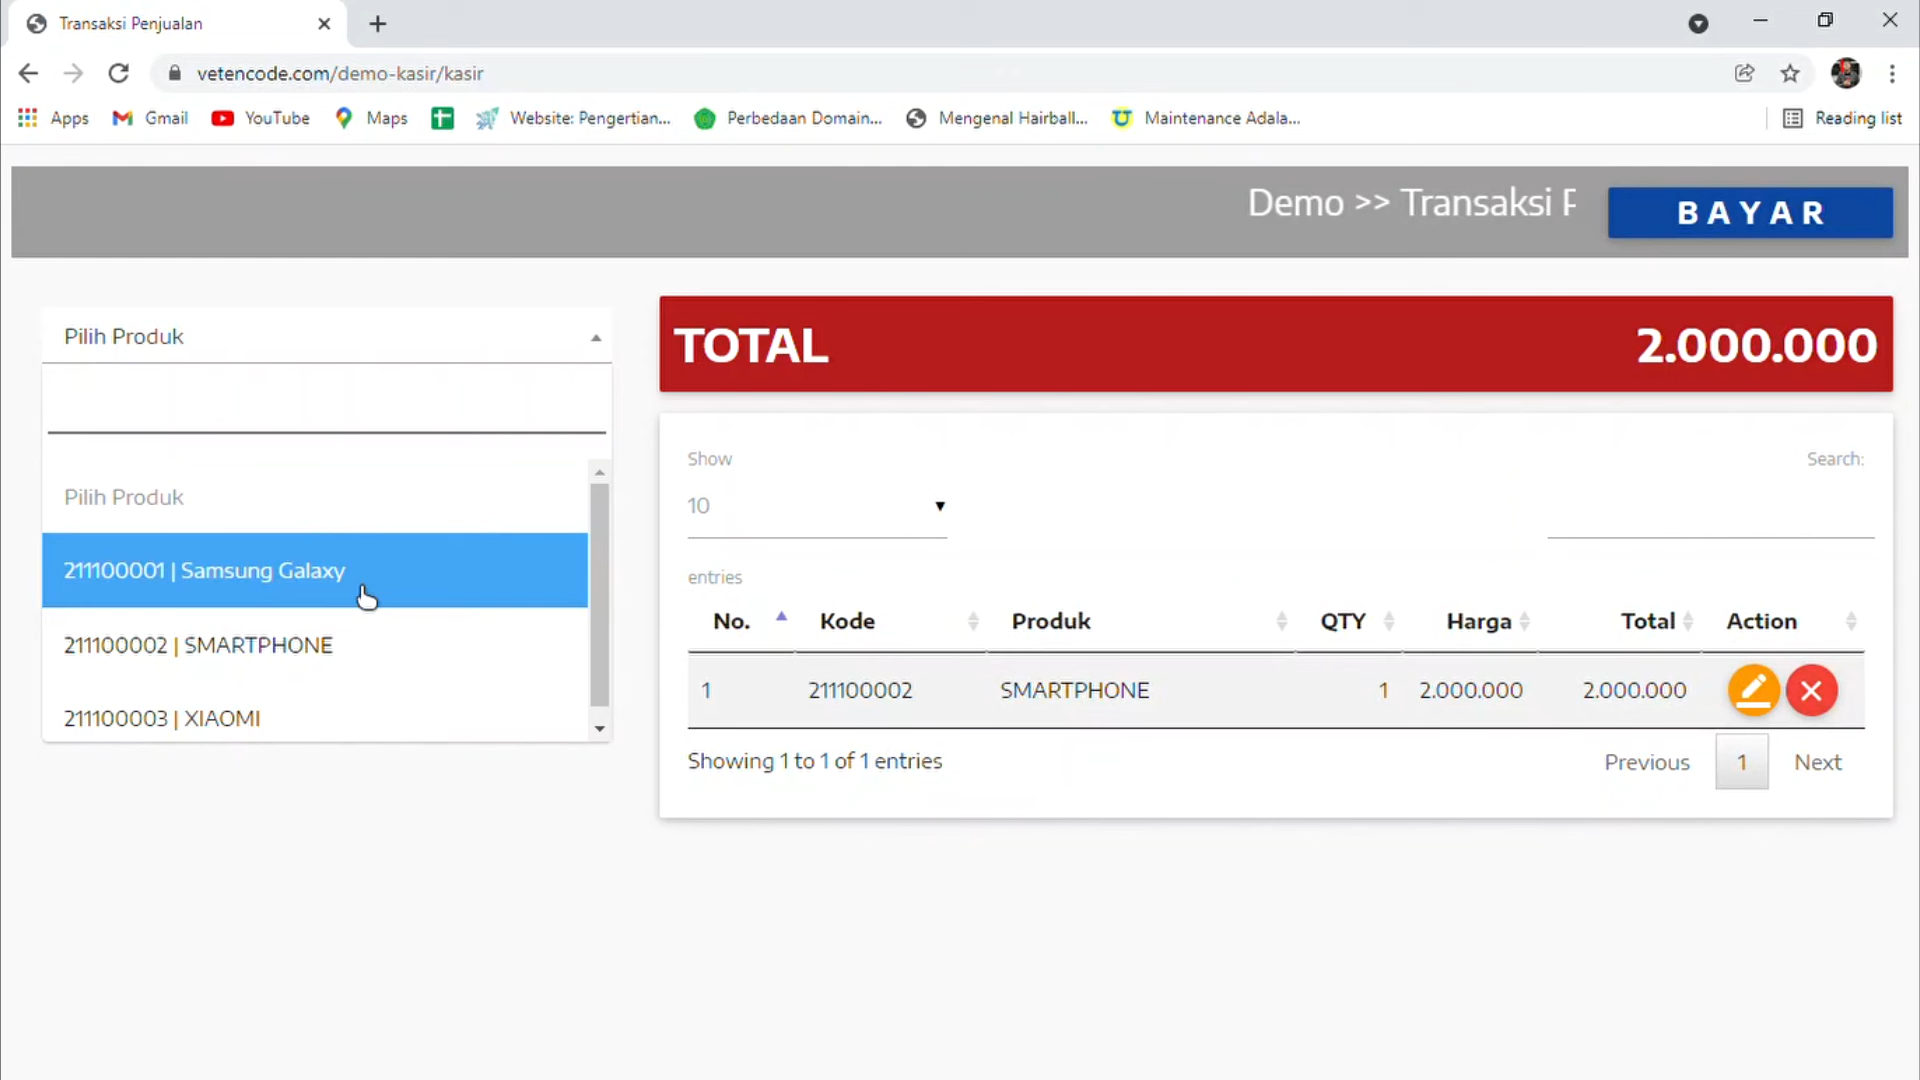 Transaksi Penjualan
vetencode.com/demo-kasir/kasir
Apps Gmail YouTube Maps Website: Pengertian... Perbedaan Domain... Mengenal Hairball... Maintenance Adala... Reading list
Demo >> Transaksi P
BAYAR
Pilih Produk
Pilih Produk
211100001 | Samsung Galaxy
211100002 | SMARTPHONE
211100003 | XIAOMI
TOTAL 2.000.000
Show
10
entries
Search:
No. Kode Produk QTY Harga Total Action
1 211100002 SMARTPHONE 1 2.000.000 2.000.000
Showing 1 to 1 of 1 entries
Previous 1 Next